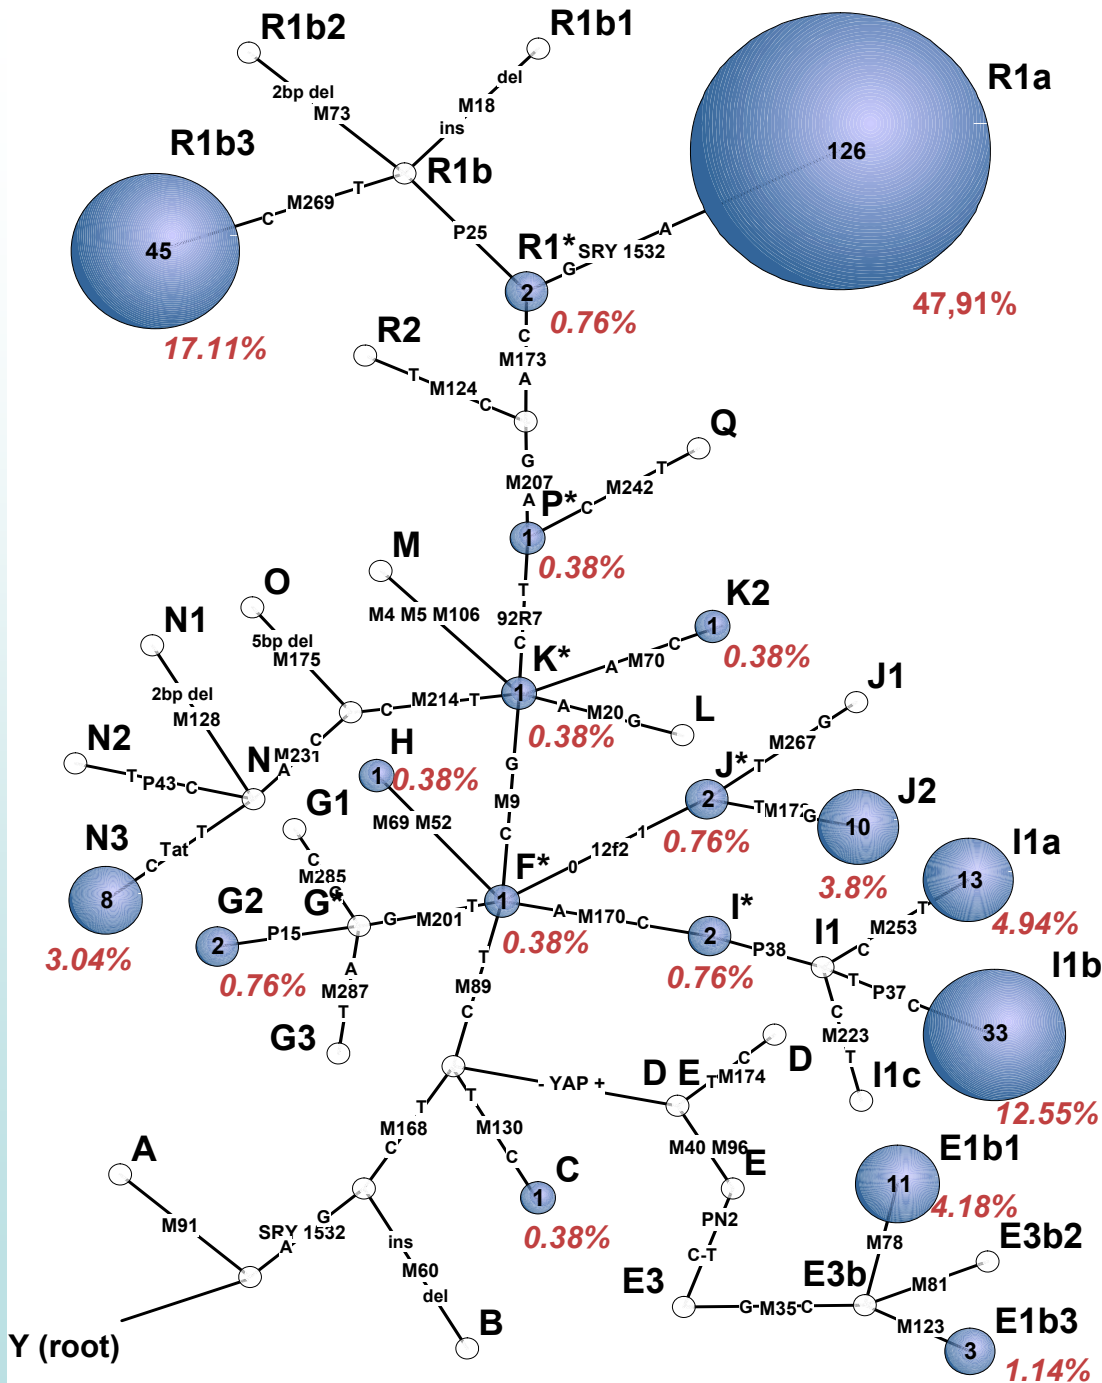 R1b2
R1b1
R1a
2bp del
M73
del
M18
ins
R1b3
R1b
126
T
M269
C
45
P25
R1*
A
SRY 1532
G
2
0.76%
47,91%
17.11%
C
M173
A
R2
T
M124
C
G
M207
A
Q
T
M242
C
P*
1
0.38%
M
T
M4 M5 M106
92R7
C
O
5bp del
M175
N1
2bp del
M128
K*
1
0.38%
K2
1
C
M70
A
0.38%
C
M214
T
A
M20
G
L
J1
G
M267
T
N2
T
P43
C
N
C
M231
A
H
1
0.38%
M69 M52
G
M9
C
J*
2
0.76%
T
M172
G
J2
10
3.8%
N3
T
Tat
C
8
3.04%
G1
C
M285
G
G*
G
M201
T
F*
1
0.38%
0
12f2
1
I1a
13
4.94%
T
M253
C
G2
2
P15
0.76%
A
M287
T
G3
A
M170
C
I*
2
0.76%
P38
I1
T
P37
C
I1b
33
12.55%
C
M223
T
I1c
T
M89
C
- YAP +
D E
T
M174
C
D
T
M168
C
T
M130
C
C
1
0.38%
M40 M96
E
PN2
C-T
E3
G
M35
C
E3b
A
M91
G
SRY 1532
A
ins
M60
del
B
E1b1
11
4.18%
M78
E3b2
M81
M123
E1b3
3
1.14%
Y (root)